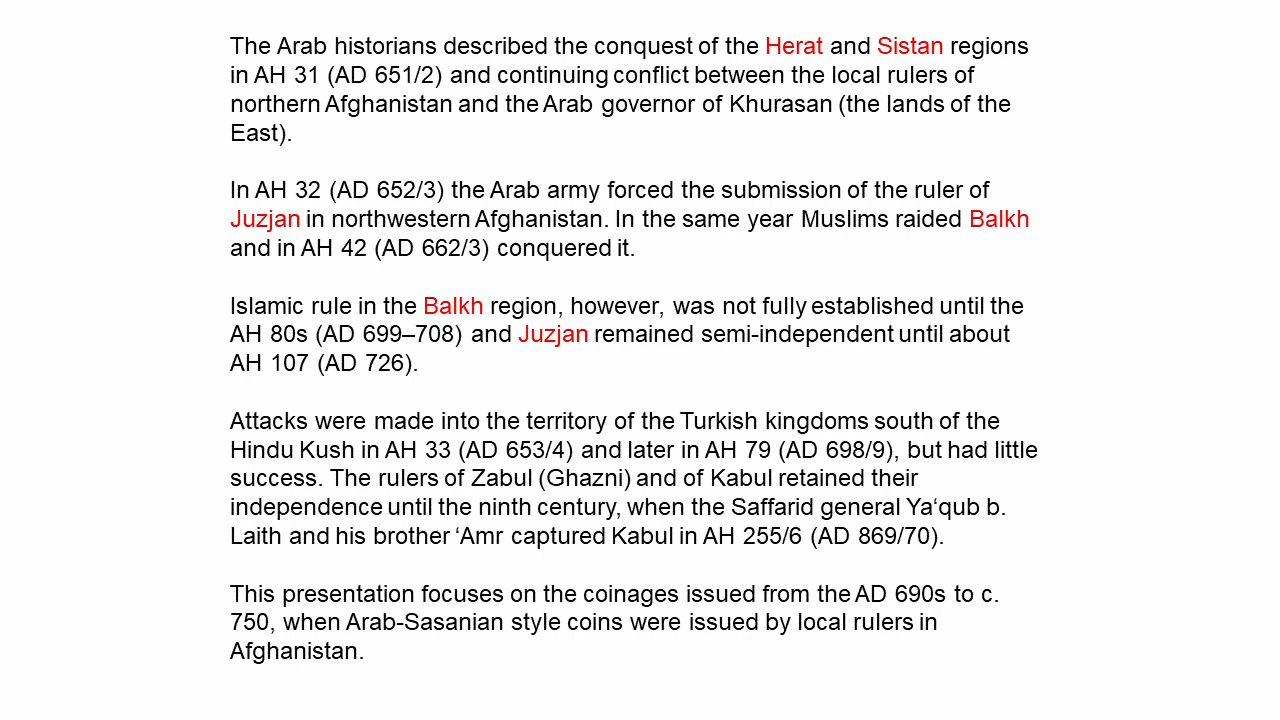 The Arab historians described the conquest of the Herat and Sistan regions
in AH 31 (AD 651/2) and continuing conflict between the local rulers of
northern Afghanistan and the Arab governor of Khurasan (the lands of the
East).
In AH 32 (AD 652/3) the Arab army forced the submission of the ruler of
Juzjan in northwestern Afghanistan. In the same year Muslims raided Balkh
and in AH 42 (AD 662/3) conquered it.
Islamic rule in the Balkh region, however, was not fully established until the
AH 80s (AD 699–708) and Juzjan remained semi-independent until about
AH 107 (AD 726).
Attacks were made into the territory of the Turkish kingdoms south of the
Hindu Kush in AH 33 (AD 653/4) and later in AH 79 (AD 698/9), but had little
success. The rulers of Zabul (Ghazni) and of Kabul retained their
independence until the ninth century, when the Saffarid general Ya‘qub b.
Laith and his brother ‘Amr captured Kabul in AH 255/6 (AD 869/70).
This presentation focuses on the coinages issued from the AD 690s to c.
750, when Arab-Sasanian style coins were issued by local rulers in
Afghanistan.